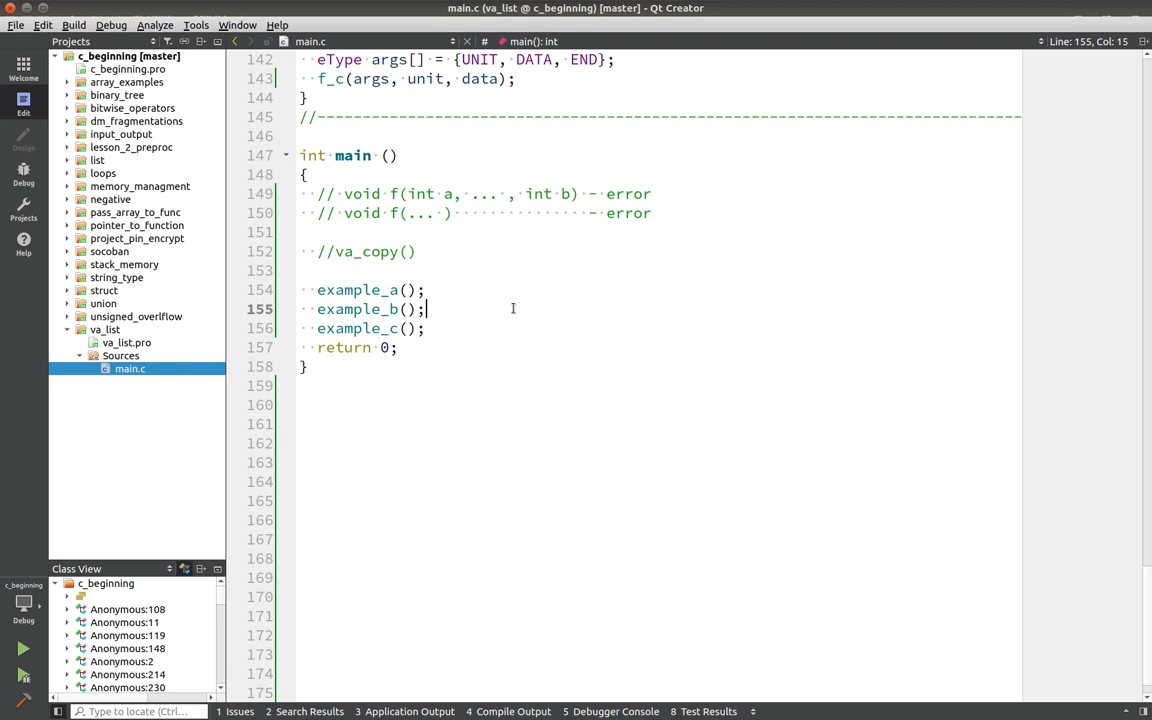 main.c (va_list @ c_beginning) [master] - Qt Creator
File Edit Build Debug Analyze Tools Window Help
Projects main.c # main(): int Line: 155, Col: 15
Welcome
Edit
Design
Debug
Projects
Help
c_beginning [master]
c_beginning.pro
array_examples
binary_tree
bitwise_operators
dm_fragmentations
input_output
lesson_2_preproc
list
loops
memory_managment
negative
pass_array_to_func
pointer_to_function
project_pin_encrypt
socoban
stack_memory
string_type
struct
union
unsigned_overlflow
va_list
va_list.pro
Sources
main.c
Class View
c_beginning
Anonymous:108
Anonymous:11
Anonymous:119
Anonymous:148
Anonymous:2
Anonymous:214
Anonymous:230
c_beginning
Debug
142 eType args[] = {UNIT, DATA, END};
143 f_c(args, unit, data);
144 }
145 //--------------------------------------------------------------------------------
146
147 int main ()
148 {
149 // void f(int a, ... , int b) - error
150 // void f(... ) - error
151
152 //va_copy()
153
154 example_a();
155 example_b();
156 example_c();
157 return 0;
158 }
159
160
161
162
163
164
165
166
167
168
169
170
171
172
173
174
175
Type to locate (Ctrl... 1 Issues 2 Search Results 3 Application Output 4 Compile Output 5 Debugger Console 8 Test Results